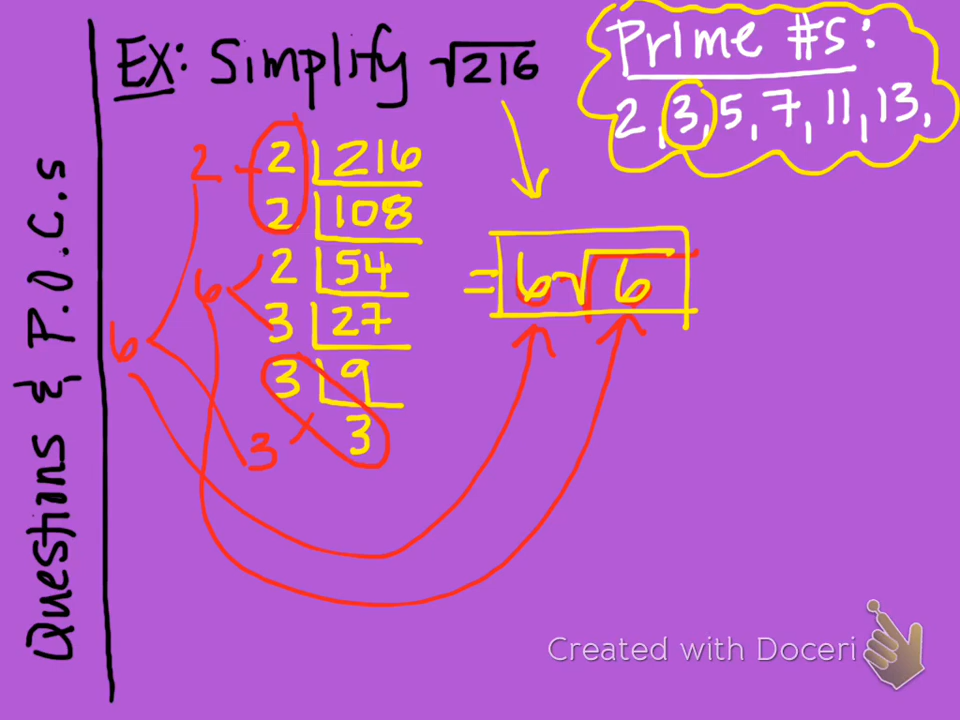 EX: Simplify √216
Prime #s:
2, 3, 5, 7, 11, 13,
2 2 216
2 108
6 2 54
= 6√6
3 27
6
3 9
3
3
Questions & P.O.C.s
Created with Doceri